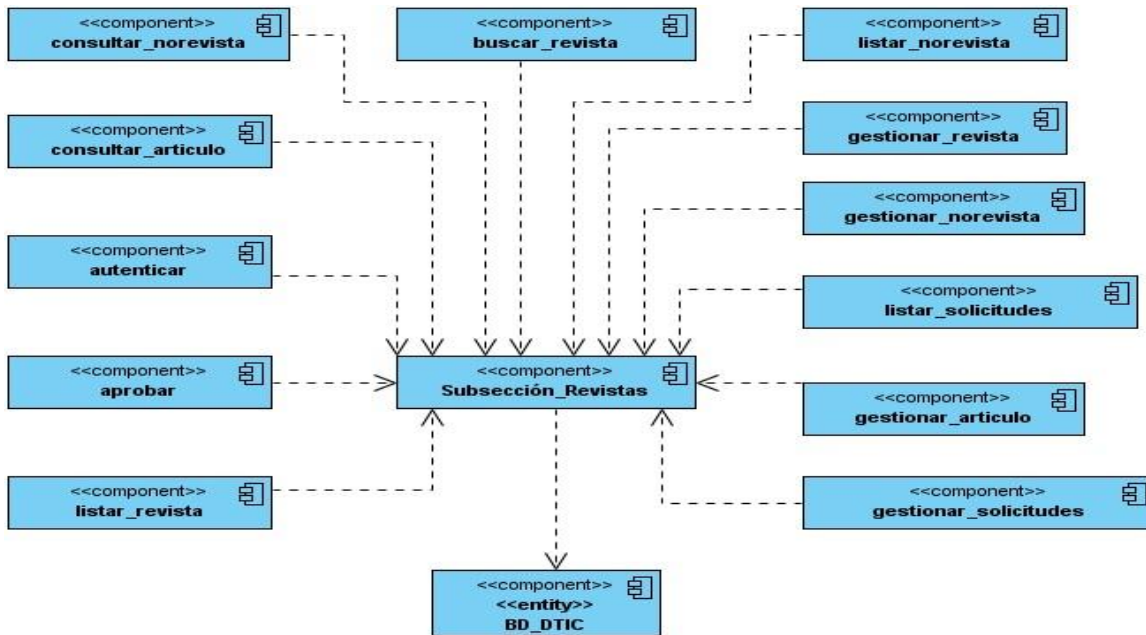 <<component>>
consultar_norevista
<<component>>
buscar_revista
<<component>>
listar_norevista
<<component>>
consultar_artículo
<<component>>
gestionar_revista
<<component>>
gestionar_norevista
<<component>>
autenticar
<<component>>
listar_solicitudes
<<component>>
aprobar
<<component>>
Subsección_Revistas
<<component>>
gestionar_articulo
<<component>>
listar_revista
<<component>>
gestionar_solicitudes
<<component>>
<<entity>>
BD_DTIC